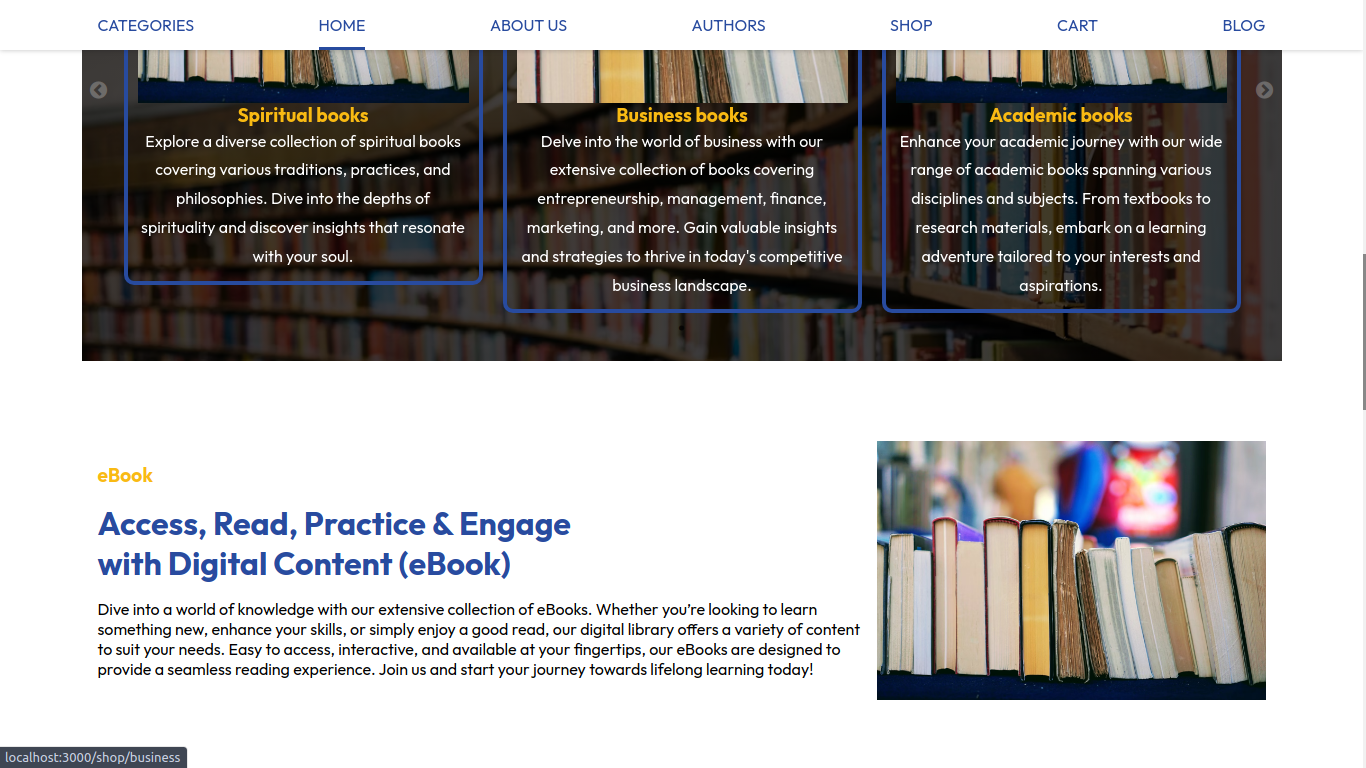 CATEGORIES HOME ABOUT US AUTHORS SHOP CART BLOG
Spiritual books
Explore a diverse collection of spiritual books
covering various traditions, practices, and
philosophies. Dive into the depths of
spirituality and discover insights that resonate
with your soul.
Business books
Delve into the world of business with our
extensive collection of books covering
entrepreneurship, management, finance,
marketing, and more. Gain valuable insights
and strategies to thrive in today's competitive
business landscape.
Academic books
Enhance your academic journey with our wide
range of academic books spanning various
disciplines and subjects. From textbooks to
research materials, embark on a learning
adventure tailored to your interests and
aspirations.
eBook
Access, Read, Practice & Engage
with Digital Content (eBook)
Dive into a world of knowledge with our extensive collection of eBooks. Whether you’re looking to learn
something new, enhance your skills, or simply enjoy a good read, our digital library offers a variety of content
to suit your needs. Easy to access, interactive, and available at your fingertips, our eBooks are designed to
provide a seamless reading experience. Join us and start your journey towards lifelong learning today!
localhost:3000/shop/business